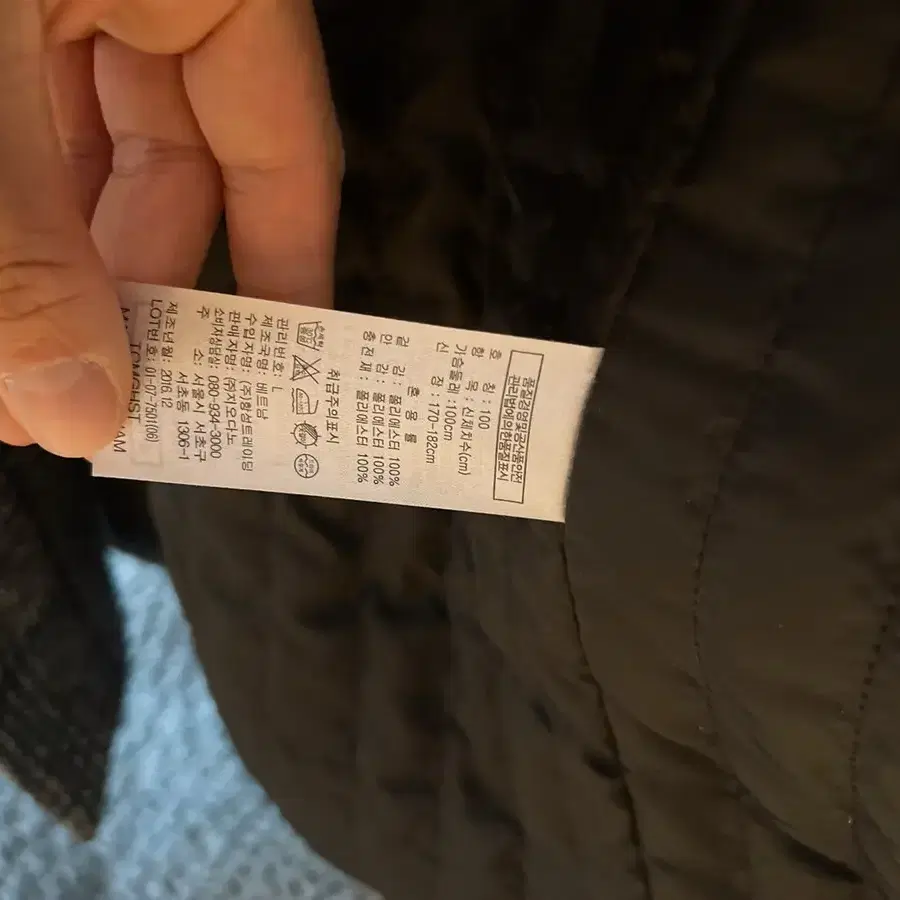 품질경영및공산품안전
관리법에의한품질표시
호 칭 : 100
항 목 : 신체치수(cm)
가슴둘레 : 100cm
신 장 : 170-182cm
혼 용 률
겉 감 : 폴리에스터 100%
안 감 : 폴리에스터 100%
충 전 재 : 폴리에스터 100%
취급주의표시
관리번호 : L
제조국명 : 베트남
수입자명 : (주)항성트레이딩
판매자명 : (주)지오다노
소비자상담실 : 080-934-3000
주 소 : 서울시 서초구
서초동 1306-1
제조년월 : 2016.12
LOT번호 : 01-07-7501(06)